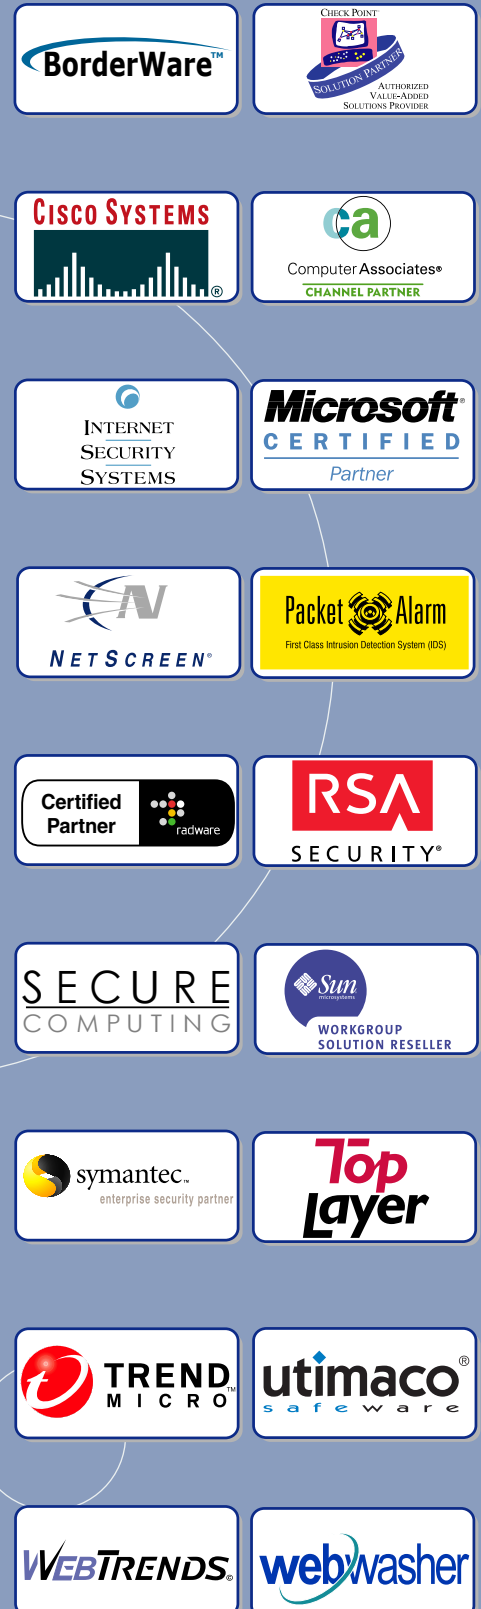 BorderWare™
CHECK POINT™
SOLUTION PARTNER
AUTHORIZED
VALUE-ADDED
SOLUTIONS PROVIDER
CISCO SYSTEMS
®
ca
Computer Associates®
CHANNEL PARTNER
INTERNET
SECURITY
SYSTEMS
Microsoft®
CERTIFIED
Partner
N
NETSCREEN®
Packet Alarm
First Class Intrusion Detection System (IDS)
Certified
Partner
radware
RSA
SECURITY®
SECURE
COMPUTING
Sun
microsystems
WORKGROUP
SOLUTION RESELLER
symantec™
enterprise security partner
Top
Layer
TREND
MICRO™
utimaco®
safeware
WEBTRENDS©
webwasher